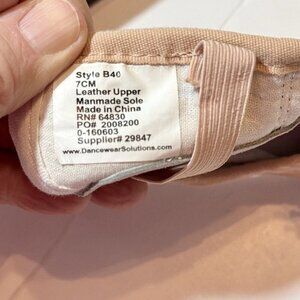 Style B40
7CM
Leather Upper
Manmade Sole
Made in China
RN# 64830
PO# 2008200
0-160603
Supplier# 29847
www.DancewearSolutions.com